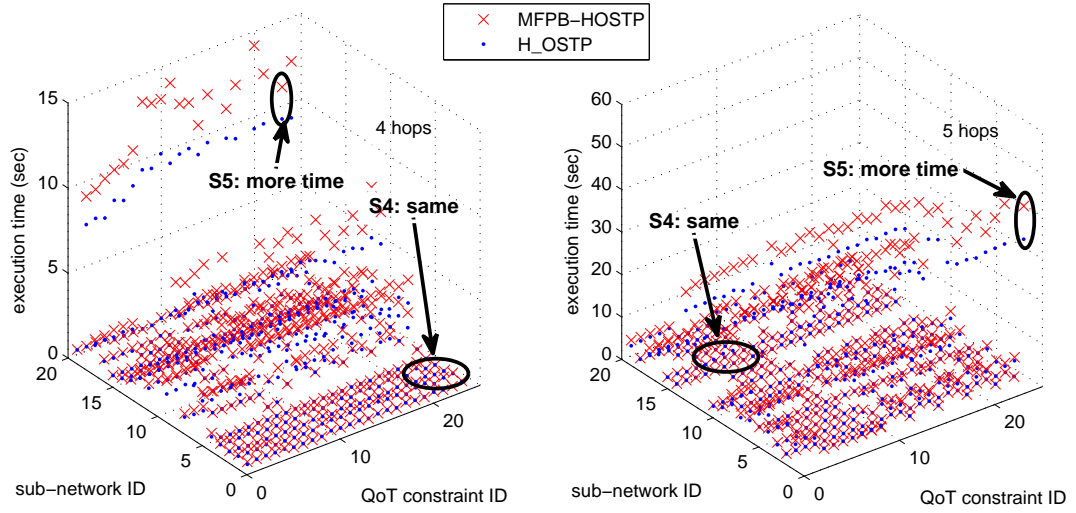 MFPB-HOSTP
H_OSTP
15
10
5
0
execution time (sec)
4 hops
S5: more time
S4: same
20
15
10
5
0
sub-network ID
0
10
20
QoT constraint ID
60
50
40
30
20
10
0
execution time (sec)
5 hops
S5: more time
S4: same
20
15
10
5
0
sub-network ID
0
10
20
QoT constraint ID